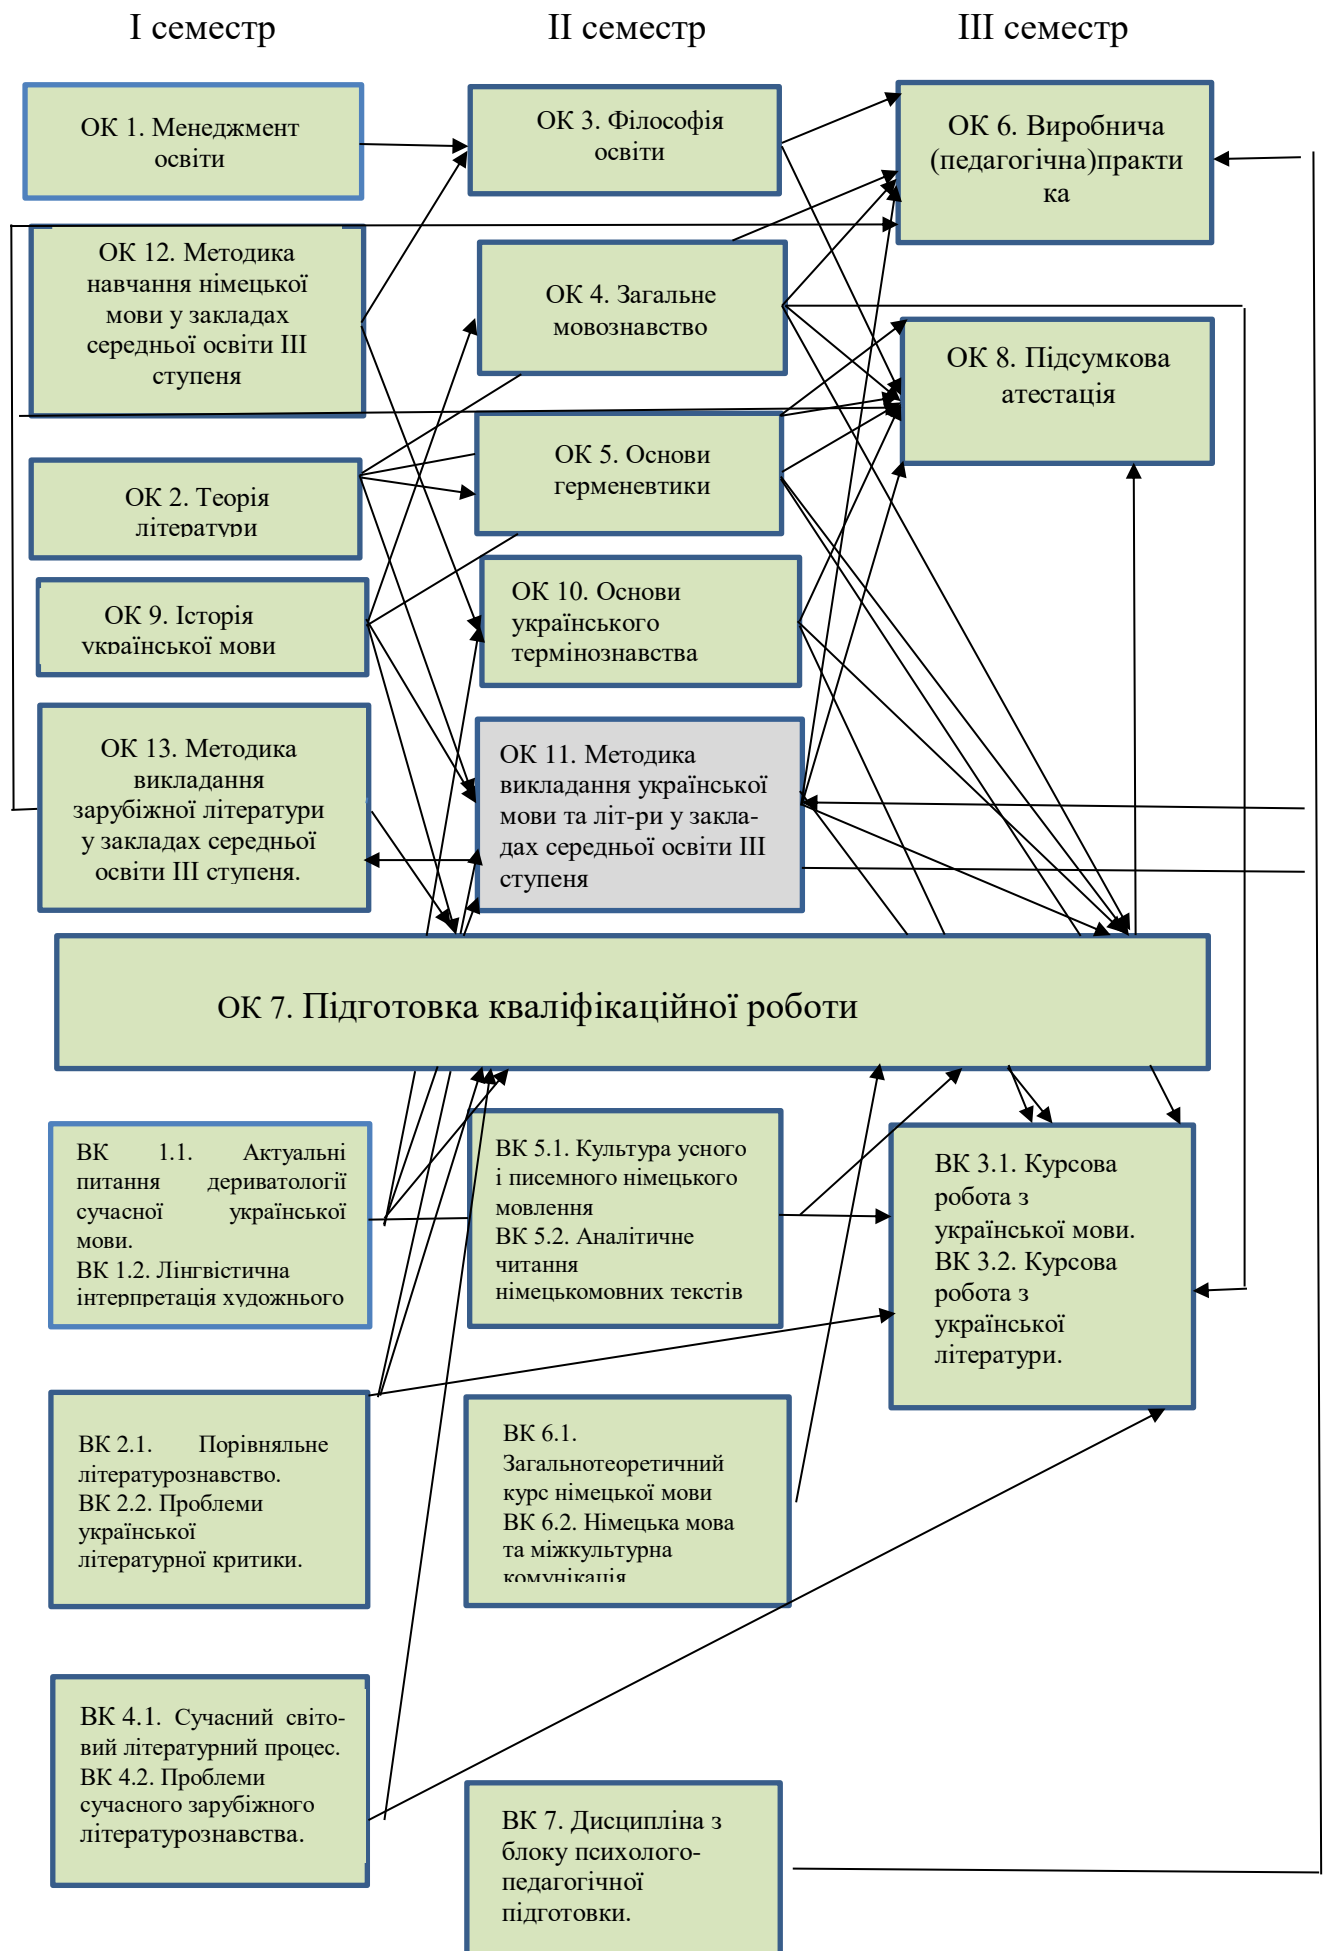 І семестр
ІІ семестр
ІІІ семестр
ОК 1. Менеджмент
освіти
ОК 3. Філософія
освіти
ОК 6. Виробнича
(педагогічна)практи
ка
ОК 12. Методика
навчання німецької
мови у закладах
середньої освіти ІІІ
ступеня
ОК 4. Загальне
мовознавство
ОК 8. Підсумкова
атестація
ОК 2. Теорія
літератури
ОК 5. Основи
герменевтики
ОК 9. Історія
української мови
ОК 10. Основи
українського
термінознавства
ОК 13. Методика
викладання
зарубіжної літератури
у закладах середньої
освіти ІІІ ступеня.
ОК 11. Методика
викладання української
мови та літ-ри у закла-
дах середньої освіти ІІІ
ступеня
ОК 7. Підготовка кваліфікаційної роботи
ВК 1.1. Актуальні
питання дериватології
сучасної української
мови.
ВК 1.2. Лінгвістична
інтерпретація художнього
ВК 5.1. Культура усного
і писемного німецького
мовлення
ВК 5.2. Аналітичне
читання
німецькомовних текстів
ВК 3.1. Курсова
робота з
української мови.
ВК 3.2. Курсова
робота з
української
літератури.
ВК 2.1. Порівняльне
літературознавство.
ВК 2.2. Проблеми
української
літературної критики.
ВК 6.1.
Загальнотеоретичний
курс німецької мови
ВК 6.2. Німецька мова
та міжкультурна
комунікація
ВК 4.1. Сучасний світо-
вий літературний процес.
ВК 4.2. Проблеми
сучасного зарубіжного
літературознавства.
ВК 7. Дисципліна з
блоку психолого-
педагогічної
підготовки.